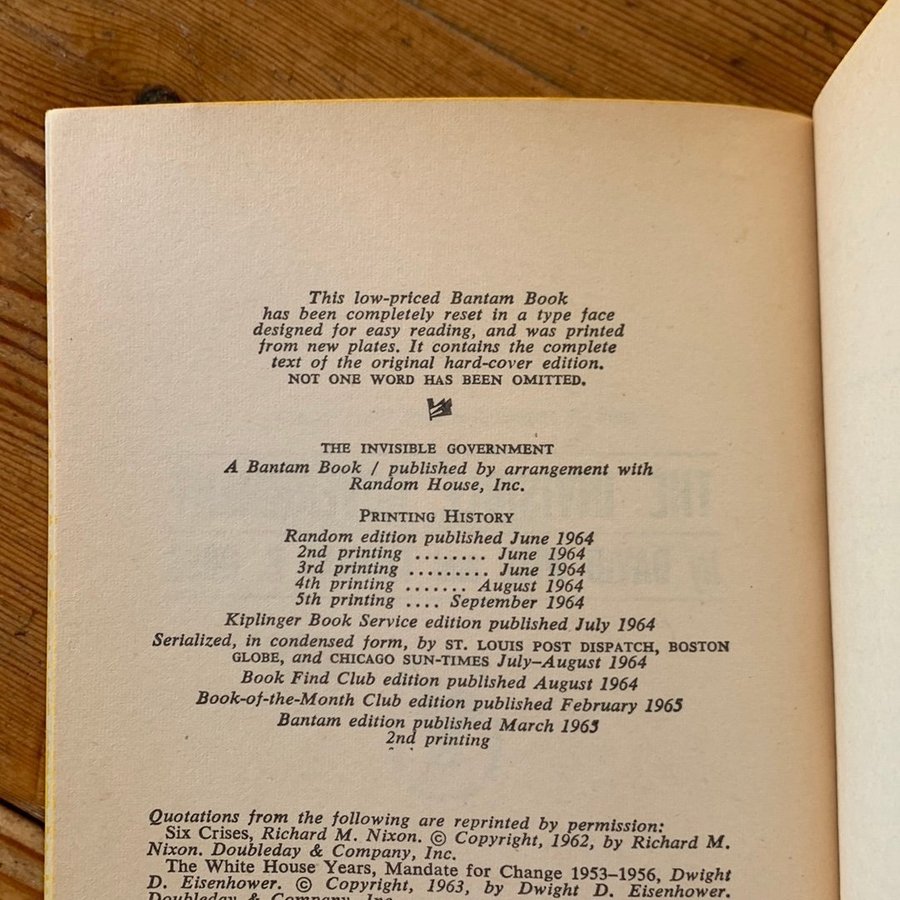 This low-priced Bantam Book
has been completely reset in a type face
designed for easy reading, and was printed
from new plates. It contains the complete
text of the original hard-cover edition.
NOT ONE WORD HAS BEEN OMITTED.
THE INVISIBLE GOVERNMENT
A Bantam Book / published by arrangement with
Random House, Inc.
PRINTING HISTORY
Random edition published June 1964
2nd printing ........ June 1964
3rd printing ......... June 1964
4th printing ....... August 1964
5th printing .... September 1964
Kiplinger Book Service edition published July 1964
Serialized, in condensed form, by ST. LOUIS POST DISPATCH, BOSTON
GLOBE, and CHICAGO SUN-TIMES July–August 1964
Book Find Club edition published August 1964
Book-of-the-Month Club edition published February 1965
Bantam edition published March 1965
2nd printing
Quotations from the following are reprinted by permission:
Six Crises, Richard M. Nixon. © Copyright, 1962, by Richard M.
Nixon. Doubleday & Company, Inc.
The White House Years, Mandate for Change 1953–1956, Dwight
D. Eisenhower. © Copyright, 1963, by Dwight D. Eisenhower.
Doubleday & Company, Inc.